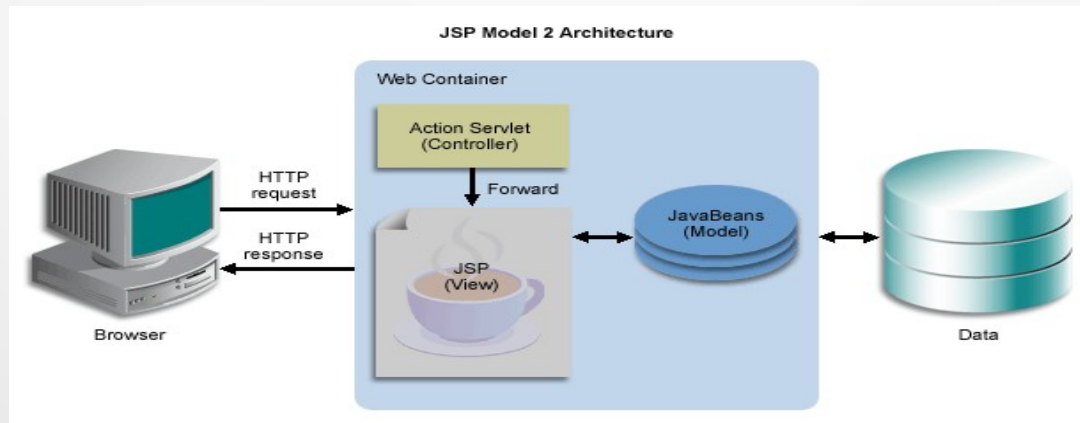 JSP Model 2 Architecture
Web Container
Action Servlet
(Controller)
HTTP
request
Forward
HTTP
response
JSP
(View)
JavaBeans
(Model)
Browser
Data